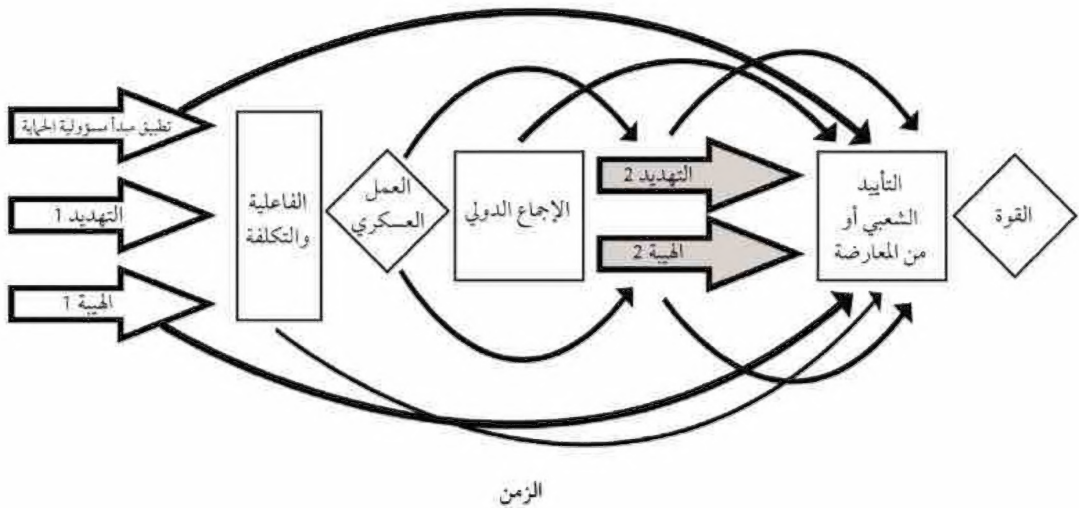 تطبيق مبدأ مسؤولية الحماية
التهديد 1
الهيبة 1
الفاعلية
والتكلفة
العمل
العسكري
الإجماع الدولي
التهديد 2
الهيبة 2
التأييد
الشعبي أو
من المعارضة
القوة
الزمن